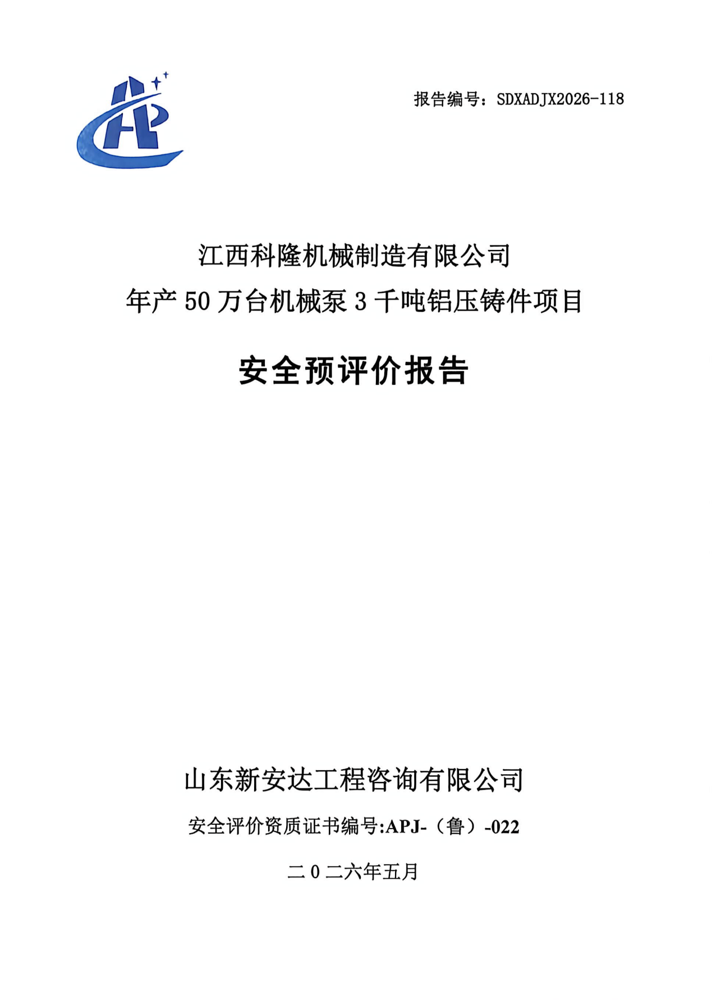 报告编号：SDXADJX2026-118
江西科隆机械制造有限公司
年产 50 万台机械泵 3 千吨铝压铸件项目
安全预评价报告
山东新安达工程咨询有限公司
安全评价资质证书编号:APJ-（鲁）-022
二 0 二六年五月